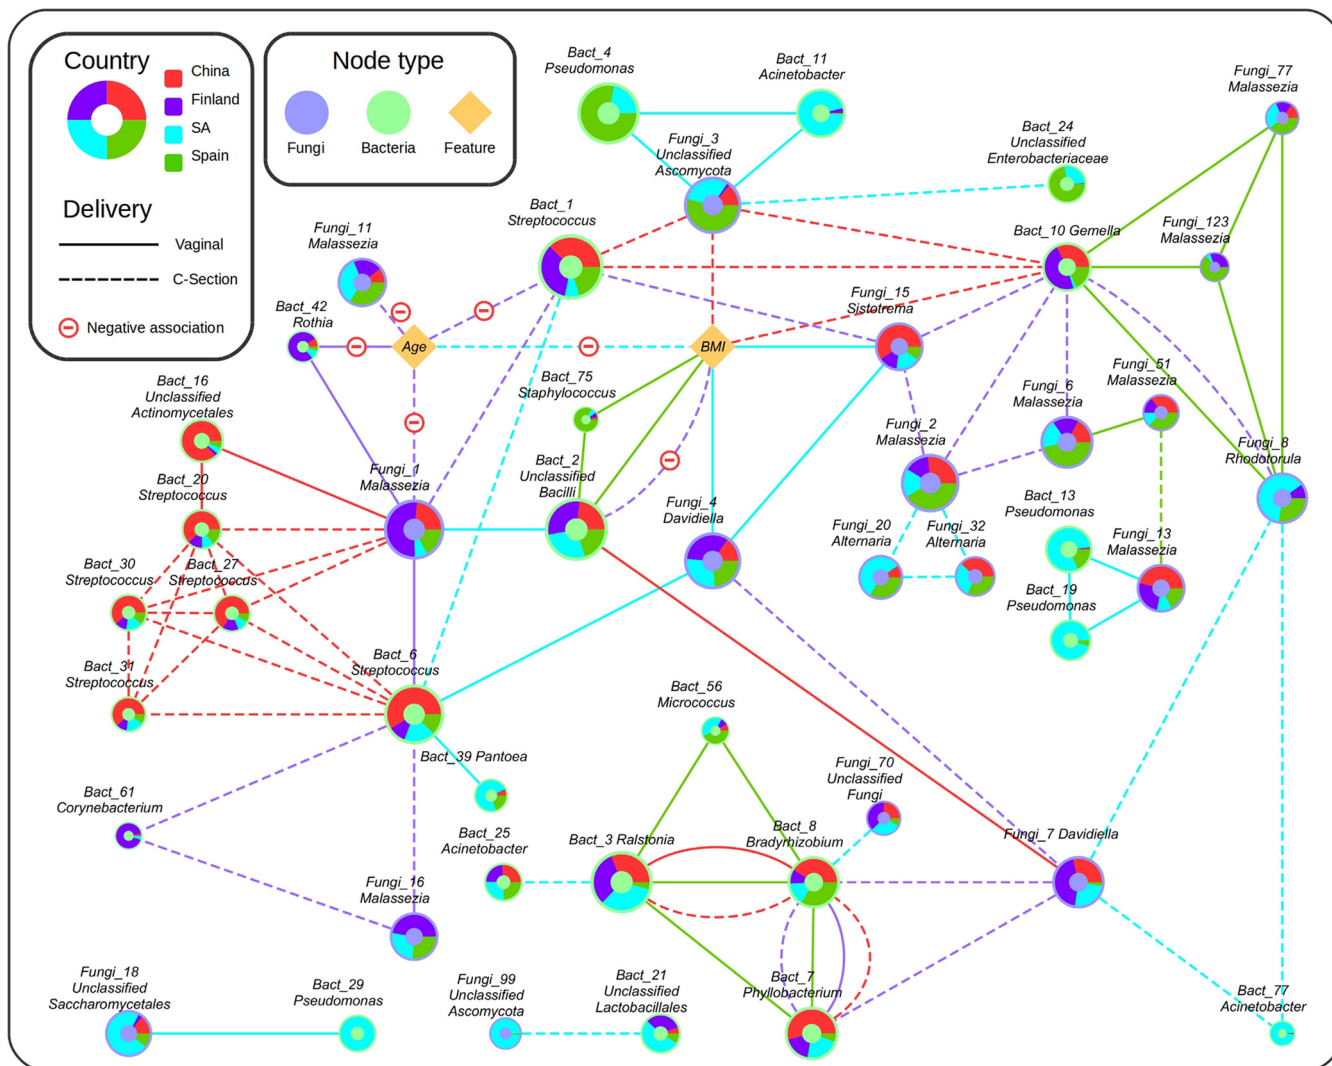 Country
China
Finland
SA
Spain
Delivery
Vaginal
C-Section
Negative association
Node type
Fungi
Bacteria
Feature
Bact_4
Pseudomonas
Bact_11
Acinetobacter
Fungi_77
Malassezia
Fungi_3
Unclassified
Ascomycota
Bact_24
Unclassified
Enterobacteriaceae
Bact_1
Streptococcus
Fungi_11
Malassezia
Bact_10 Gemella
Fungi_123
Malassezia
Bact_42
Rothia
Age
BMI
Fungi_15
Sistotrema
Bact_16
Unclassified
Actinomycetales
Bact_75
Staphylococcus
Fungi_6
Malassezia
Fungi_51
Malassezia
Fungi_2
Malassezia
Fungi_8
Rhodotorula
Bact_20
Streptococcus
Fungi_1
Malassezia
Bact_2
Unclassified
Bacilli
Fungi_4
Davidiella
Bact_13
Pseudomonas
Fungi_20
Alternaria
Fungi_32
Alternaria
Fungi_13
Malassezia
Bact_30
Streptococcus
Bact_27
Streptococcus
Bact_19
Pseudomonas
Bact_31
Streptococcus
Bact_6
Streptococcus
Bact_56
Micrococcus
Bact_39 Pantoea
Fungi_70
Unclassified
Fungi
Bact_61
Corynebacterium
Bact_25
Acinetobacter
Bact_3 Ralstonia
Bact_8
Bradyrhizobium
Fungi_7 Davidiella
Fungi_16
Malassezia
Fungi_18
Unclassified
Saccharomycetales
Bact_29
Pseudomonas
Fungi_99
Unclassified
Ascomycota
Bact_21
Unclassified
Lactobacillales
Bact_7
Phyllobacterium
Bact_77
Acinetobacter